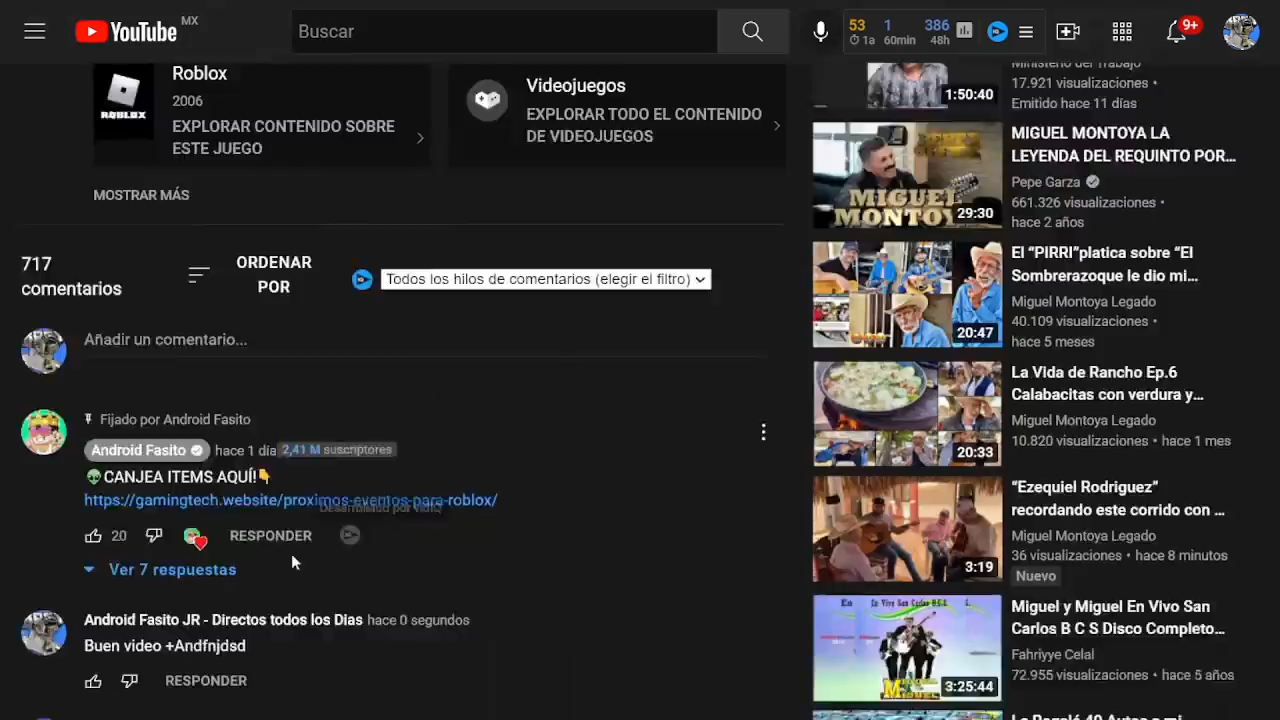 YouTube MX
Buscar
53
1
386
1a
60min
48h
9+
Roblox
2006
EXPLORAR CONTENIDO SOBRE
ESTE JUEGO
ROBLOX
Videojuegos
EXPLORAR TODO EL CONTENIDO
DE VIDEOJUEGOS
MOSTRAR MÁS
717
comentarios
ORDENAR
POR
Todos los hilos de comentarios (elegir el filtro)
Añadir un comentario...
Fijado por Android Fasito
Android Fasito hace 1 día 2,41 M suscriptores
CANJEA ITEMS AQUÍ!
https://gamingtech.website/proximos-eventos-para-roblox/
20
RESPONDER
Ver 7 respuestas
Android Fasito JR - Directos todos los Dias hace 0 segundos
Buen video +Andfnjdsd
RESPONDER
Ministerio del Trabajo
17.921 visualizaciones •
Emitido hace 11 días
1:50:40
MIGUEL MONTOYA LA
LEYENDA DEL REQUINTO POR...
Pepe Garza
661.326 visualizaciones •
hace 2 años
MIGUEL
29:30
El “PIRRI”platica sobre “El
Sombrerazoque le dio mi...
Miguel Montoya Legado
40.109 visualizaciones •
hace 5 meses
20:47
La Vida de Rancho Ep.6
Calabacitas con verdura y...
Miguel Montoya Legado
10.820 visualizaciones • hace 1 mes
20:33
“Ezequiel Rodriguez”
recordando este corrido con ...
Miguel Montoya Legado
36 visualizaciones • hace 8 minutos
Nuevo
3:19
Miguel y Miguel En Vivo San
Carlos B C S Disco Completo...
Fahriyye Celal
72.955 visualizaciones • hace 5 años
3:25:44